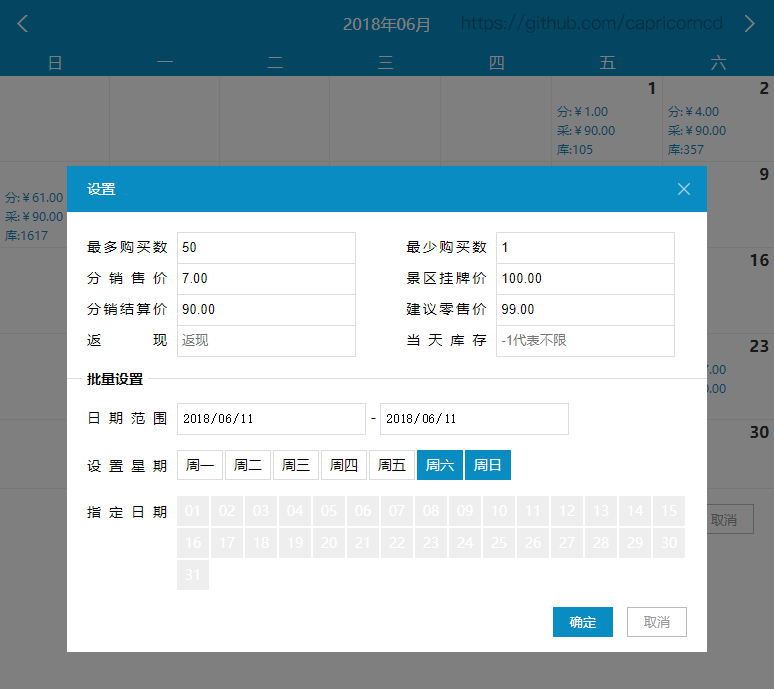 2018年06月 https://github.com/capricorncd
日 一 二 三 四 五 六
1 2
分:￥1.00 分:￥4.00
采:￥90.00 采:￥90.00
库:105 库:357
9
分:￥61.00
采:￥90.00
库:1617
16
23
.00
0.00
30
取消
设置
最多购买数 50 最少购买数 1
分销售价 7.00 景区挂牌价 100.00
分销结算价 90.00 建议零售价 99.00
返现 返现 当天库存 -1代表不限
批量设置
日期范围 2018/06/11 - 2018/06/11
设置星期 周一 周二 周三 周四 周五 周六 周日
指定日期 01 02 03 04 05 06 07 08 09 10 11 12 13 14 15
16 17 18 19 20 21 22 23 24 25 26 27 28 29 30
31
确定 取消